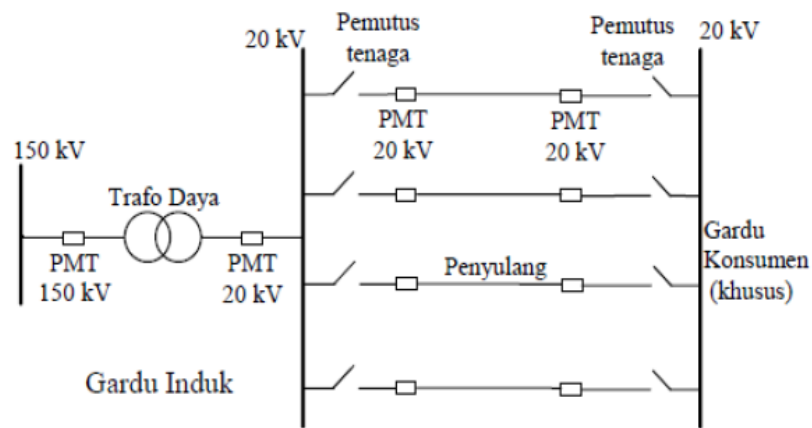 20 kV
Pemutus
tenaga
Pemutus
tenaga
20 kV
PMT
20 kV
PMT
20 kV
150 kV
Trafo Daya
PMT
150 kV
PMT
20 kV
Penyulang
Gardu
Konsumen
(khusus)
Gardu Induk